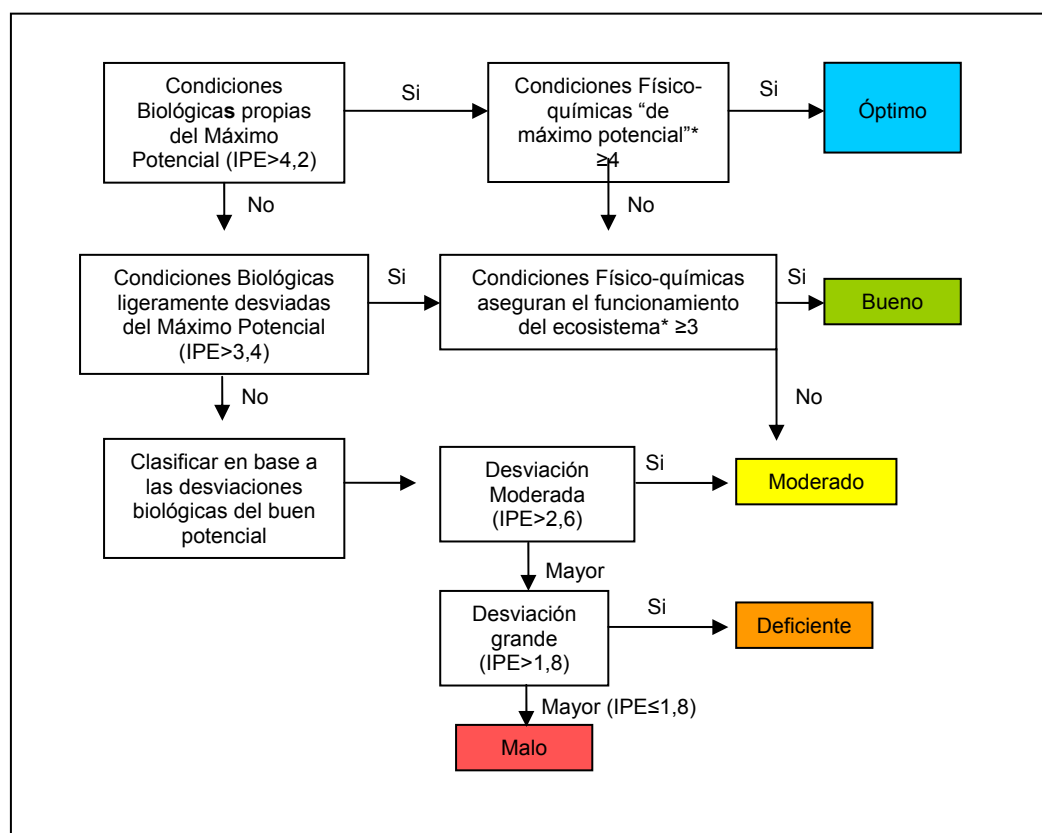 Condiciones
Biológicas propias
del Máximo
Potencial (IPE>4,2)
Si
Condiciones Físico-
químicas “de
máximo potencial”*
≥4
Si
Óptimo
No
No
Condiciones Biológicas
ligeramente desviadas
del Máximo Potencial
(IPE>3,4)
Si
Condiciones Físico-químicas
aseguran el funcionamiento
del ecosistema* ≥3
Si
Bueno
No
No
Clasificar en base a
las desviaciones
biológicas del buen
potencial
Desviación
Moderada
(IPE>2,6)
Si
Moderado
Mayor
Desviación
grande
(IPE>1,8)
Si
Deficiente
Mayor (IPE≤1,8)
Malo